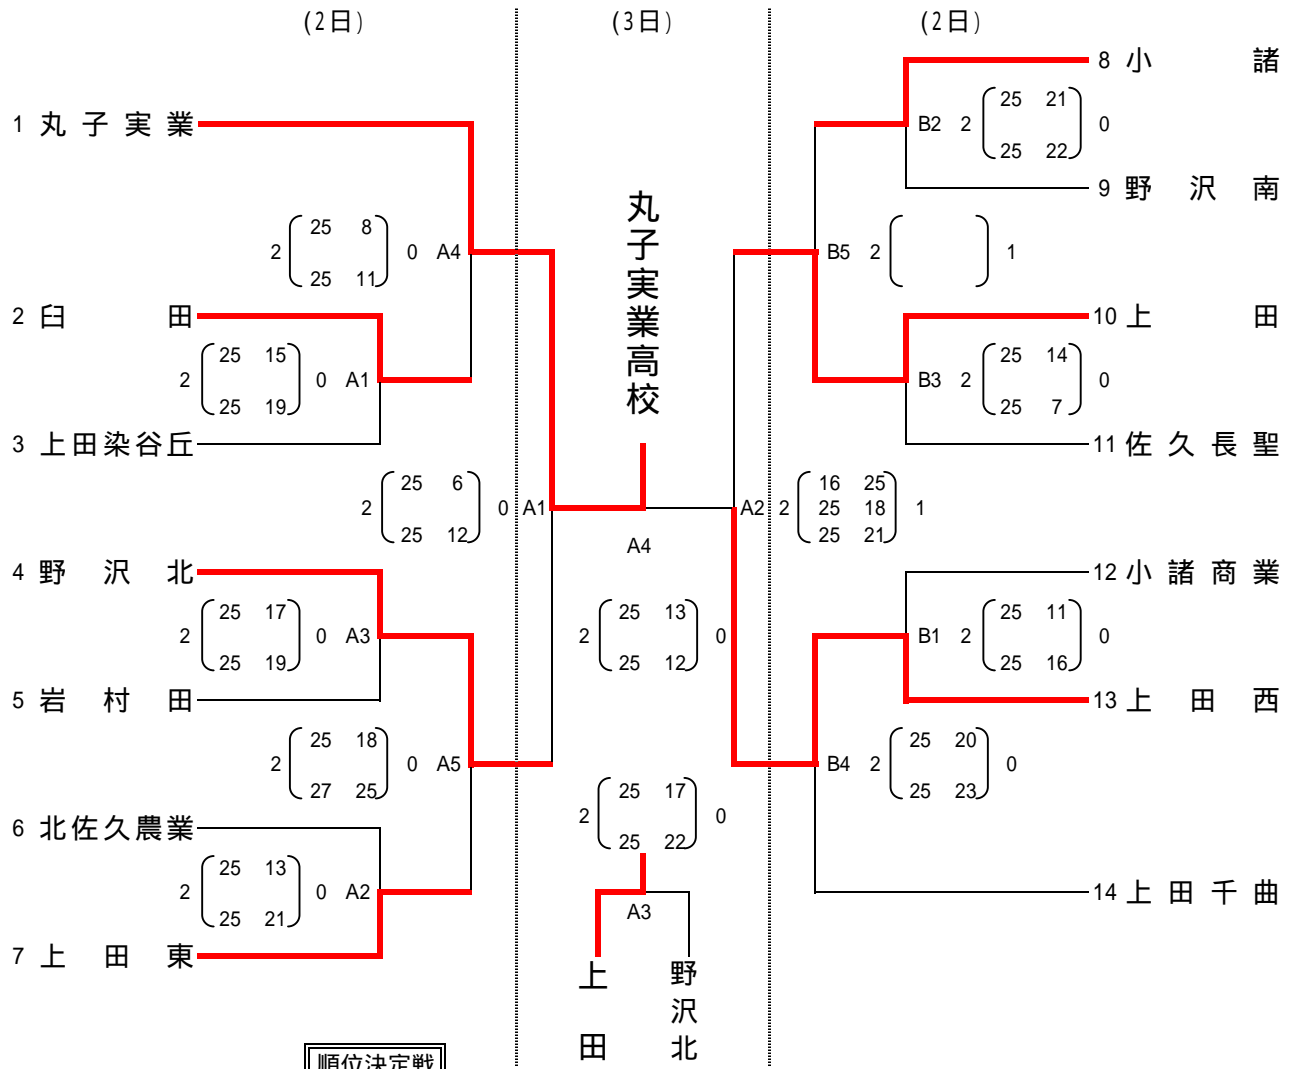 (2日)
(3日)
(2日)
1 丸子実業
2 25 8 0 A4
25 11
2 臼田
2 25 15 0 A1
25 19
3 上田染谷丘
2 25 6 0 A1
25 12
4 野沢北
2 25 17 0 A3
25 19
5 岩村田
2 25 18 0 A5
27 25
6 北佐久農業
2 25 13 0 A2
25 21
7 上田東
順位決定戦
丸子実業高校
A4
2 25 13 0
25 12
2 25 17 0
25 22
A3
上田
野沢北
8 小諸
B2 2 25 21 0
25 22
9 野沢南
B5 2 1
10 上田
B3 2 25 14 0
25 7
11 佐久長聖
16 25
A2 2 25 18 1
25 21
12 小諸商業
B1 2 25 11 0
25 16
13 上田西
B4 2 25 20 0
25 23
14 上田千曲